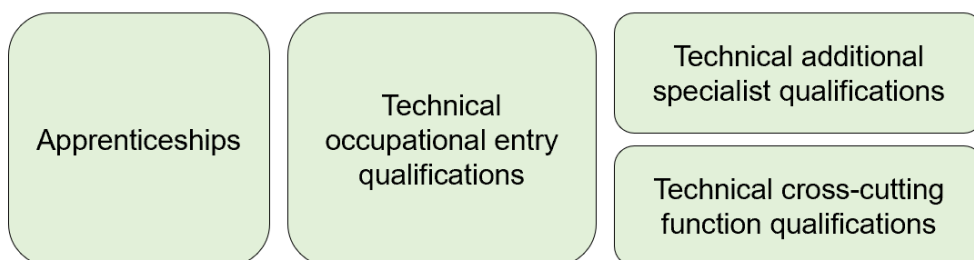 Apprenticeships
Technical
occupational entry
qualifications
Technical additional
specialist qualifications
Technical cross-cutting
function qualifications